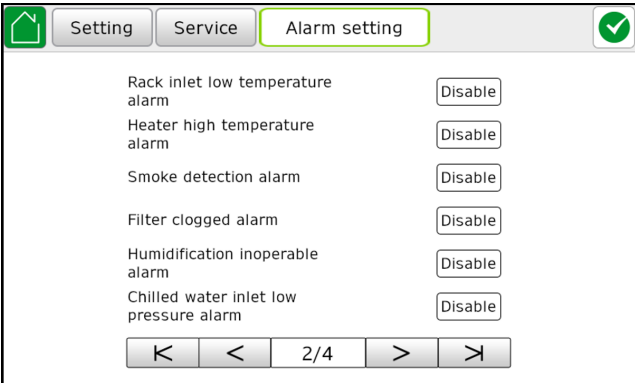 Setting Service Alarm setting
Rack inlet low temperature
alarm
Disable
Heater high temperature
alarm
Disable
Smoke detection alarm
Disable
Filter clogged alarm
Disable
Humidification inoperable
alarm
Disable
Chilled water inlet low
pressure alarm
Disable
2/4